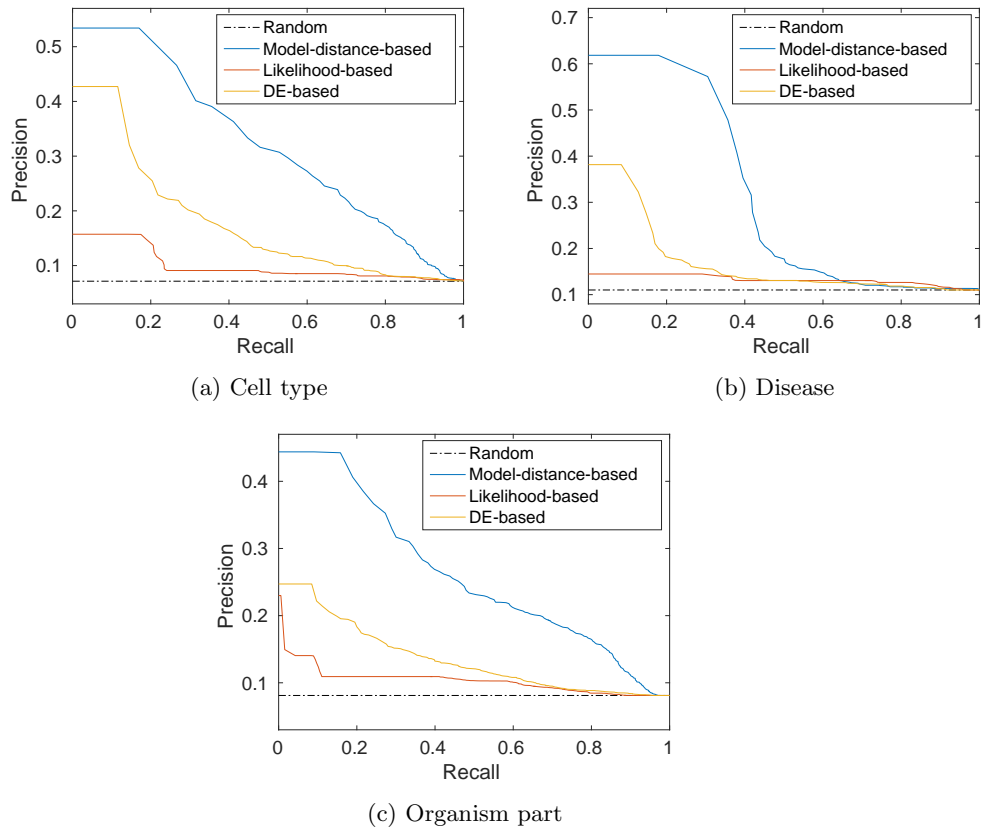 Random
Model-distance-based
Likelihood-based
DE-based
0.5
0.4
0.3
0.2
0.1
Precision
0 0.2 0.4 0.6 0.8 1
Recall
(a) Cell type
Random
Model-distance-based
Likelihood-based
DE-based
0.7
0.6
0.5
0.4
0.3
0.2
0.1
Precision
0 0.2 0.4 0.6 0.8 1
Recall
(b) Disease
Random
Model-distance-based
Likelihood-based
DE-based
0.4
0.3
0.2
0.1
Precision
0 0.2 0.4 0.6 0.8 1
Recall
(c) Organism part